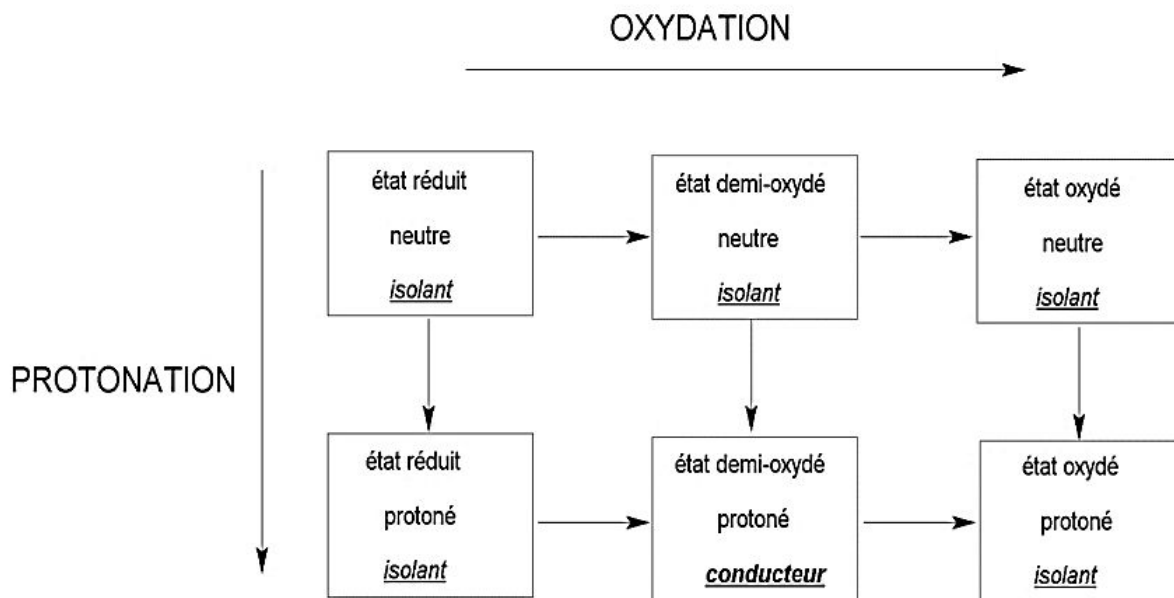 OXYDATION
état réduit
neutre
isolant
état demi-oxydé
neutre
isolant
état oxydé
neutre
isolant
PROTONATION
état réduit
protoné
isolant
état demi-oxydé
protoné
conducteur
état oxydé
protoné
isolant